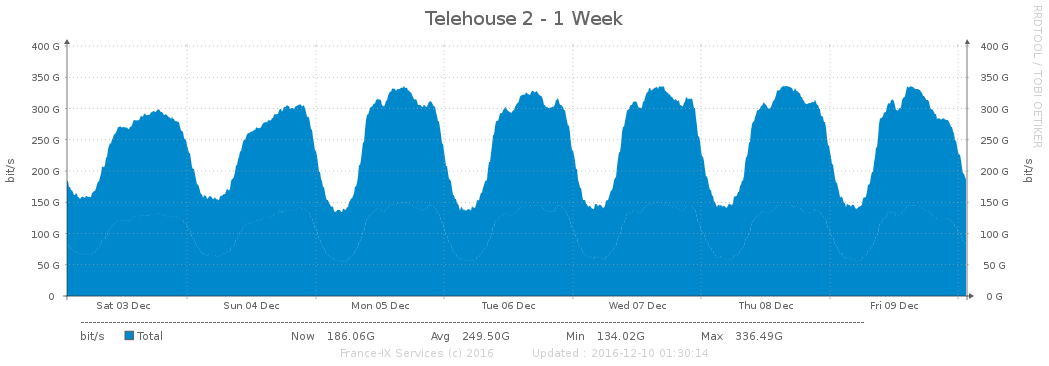 Telehouse 2 - 1 Week
RRDTOOL / TOBI OETIKER
400 G 400 G
350 G 350 G
300 G 300 G
250 G 250 G
200 G 200 G
150 G 150 G
100 G 100 G
50 G 50 G
0 0 G
bit/s
bit/s
Sat 03 Dec Sun 04 Dec Mon 05 Dec Tue 06 Dec Wed 07 Dec Thu 08 Dec Fri 09 Dec
bit/s Total Now 186.06G Avg 249.50G Min 134.02G Max 336.49G
France-IX Services (c) 2016 Updated : 2016-12-10 01:30:14